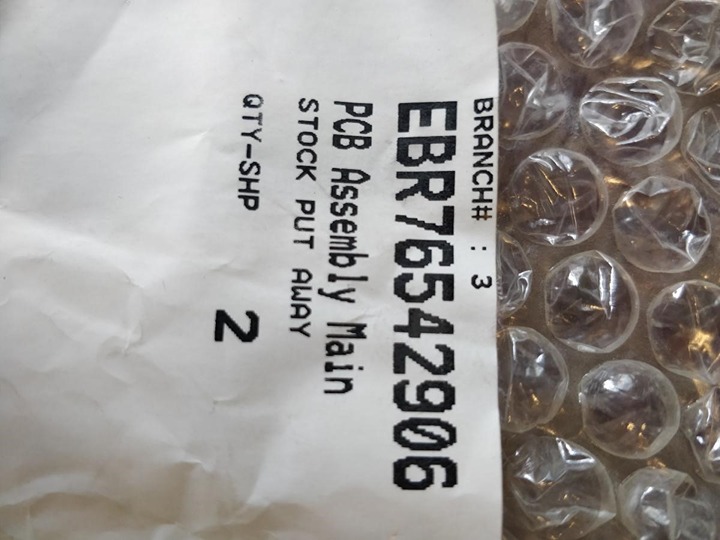 BRANCH# : 3
EBR76542906
PCB Assembly Main
STOCK PUT AWAY
QTY-SHP 2